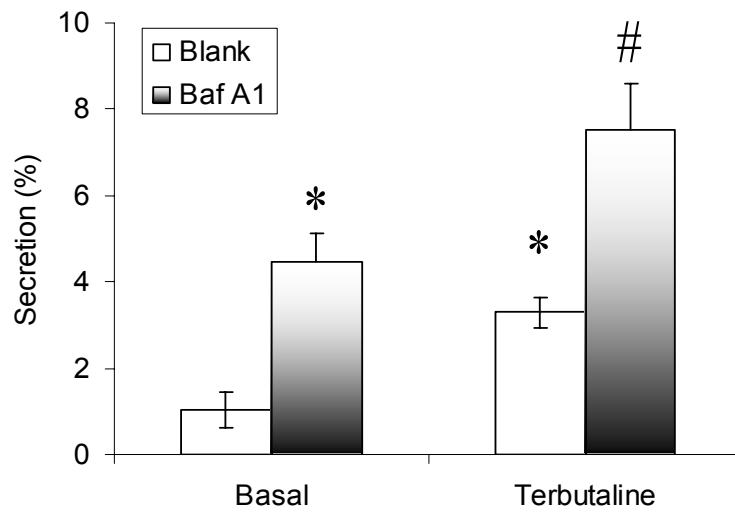 10
Blank
Baf A1
#
8
6
*
*
4
2
0
Secretion (%)
Basal
Terbutaline